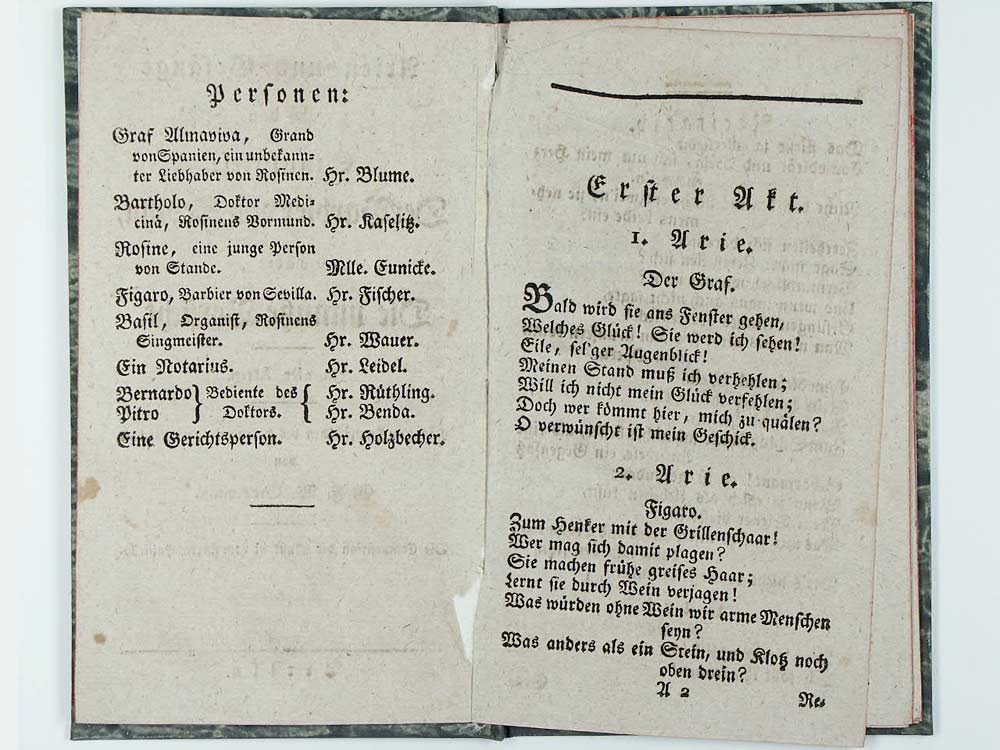 Perſonen:
Graf Almaviva, Grand
von Spanien, ein unbekann-
ter Liebhaber von Roſinen. Hr. Blume.
Bartholo, Doktor Medi-
cinä, Roſinens Vormund. Hr. Kaſelitz.
Roſine, eine junge Perſon
von Stande. Mlle. Eunicke.
Figaro, Barbier von Sevilla. Hr. Fiſcher.
Baſil, Organiſt, Roſinens
Singmeiſter. Hr. Wauer.
Ein Notarius. Hr. Leidel.
Bernardo } Bediente des { Hr. Rüthling.
Pitro } Doktors. { Hr. Benda.
Eine Gerichtsperſon. Hr. Holzbecher.
Erſter Akt.
1. Arie.
Der Graf.
Bald wird ſie ans Fenſter gehen,
Welches Glück! Sie werd ich ſehen!
Eile, ſel'ger Augenblick!
Meinen Stand muß ich verhehlen;
Will ich nicht mein Glück verfehlen;
Doch wer kömmt hier, mich zu quälen?
O verwünſcht iſt mein Geſchick.
2. Arie.
Figaro.
Zum Henker mit der Grillenſchaar!
Wer mag ſich damit plagen?
Sie machen frühe greiſes Haar;
Lernt ſie durch Wein verjagen!
Was würden ohne Wein wir arme Menſchen
ſeyn?
Was anders als ein Stein, und Klotz noch
oben drein?
A 2 Re-